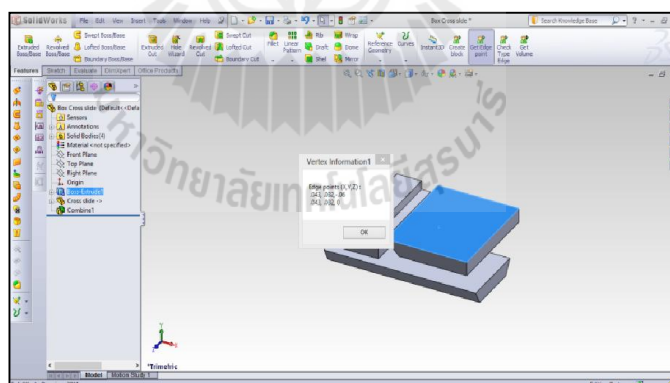 SolidWorks File Edit View Insert Tools Window Help
Box Cross slide *
Search Knowledge Base
Extruded Boss/Base
Revolved Boss/Base
Swept Boss/Base
Lofted Boss/Base
Boundary Boss/Base
Extruded Cut
Hole Wizard
Revolved Cut
Swept Cut
Lofted Cut
Boundary Cut
Fillet
Linear Pattern
Rib
Draft
Shell
Wrap
Dome
Mirror
Reference Geometry
Curves
Instant3D
Create block
Get Edge point
Check Type Edge
Get Volume
Features Sketch Evaluate DimXpert Office Products
Box Cross slide (Default<<Defa
Sensors
Annotations
Solid Bodies(4)
Material <not specified>
Front Plane
Top Plane
Right Plane
Origin
Boss-Extrude1
Cross slide ->
Combine1
Vertex Information1
Edge points (X,Y,Z) :
OK
มหาวิทยาลัยเทคโนโลยีสุรนารี
*Trimetric
Model Motion Study 1